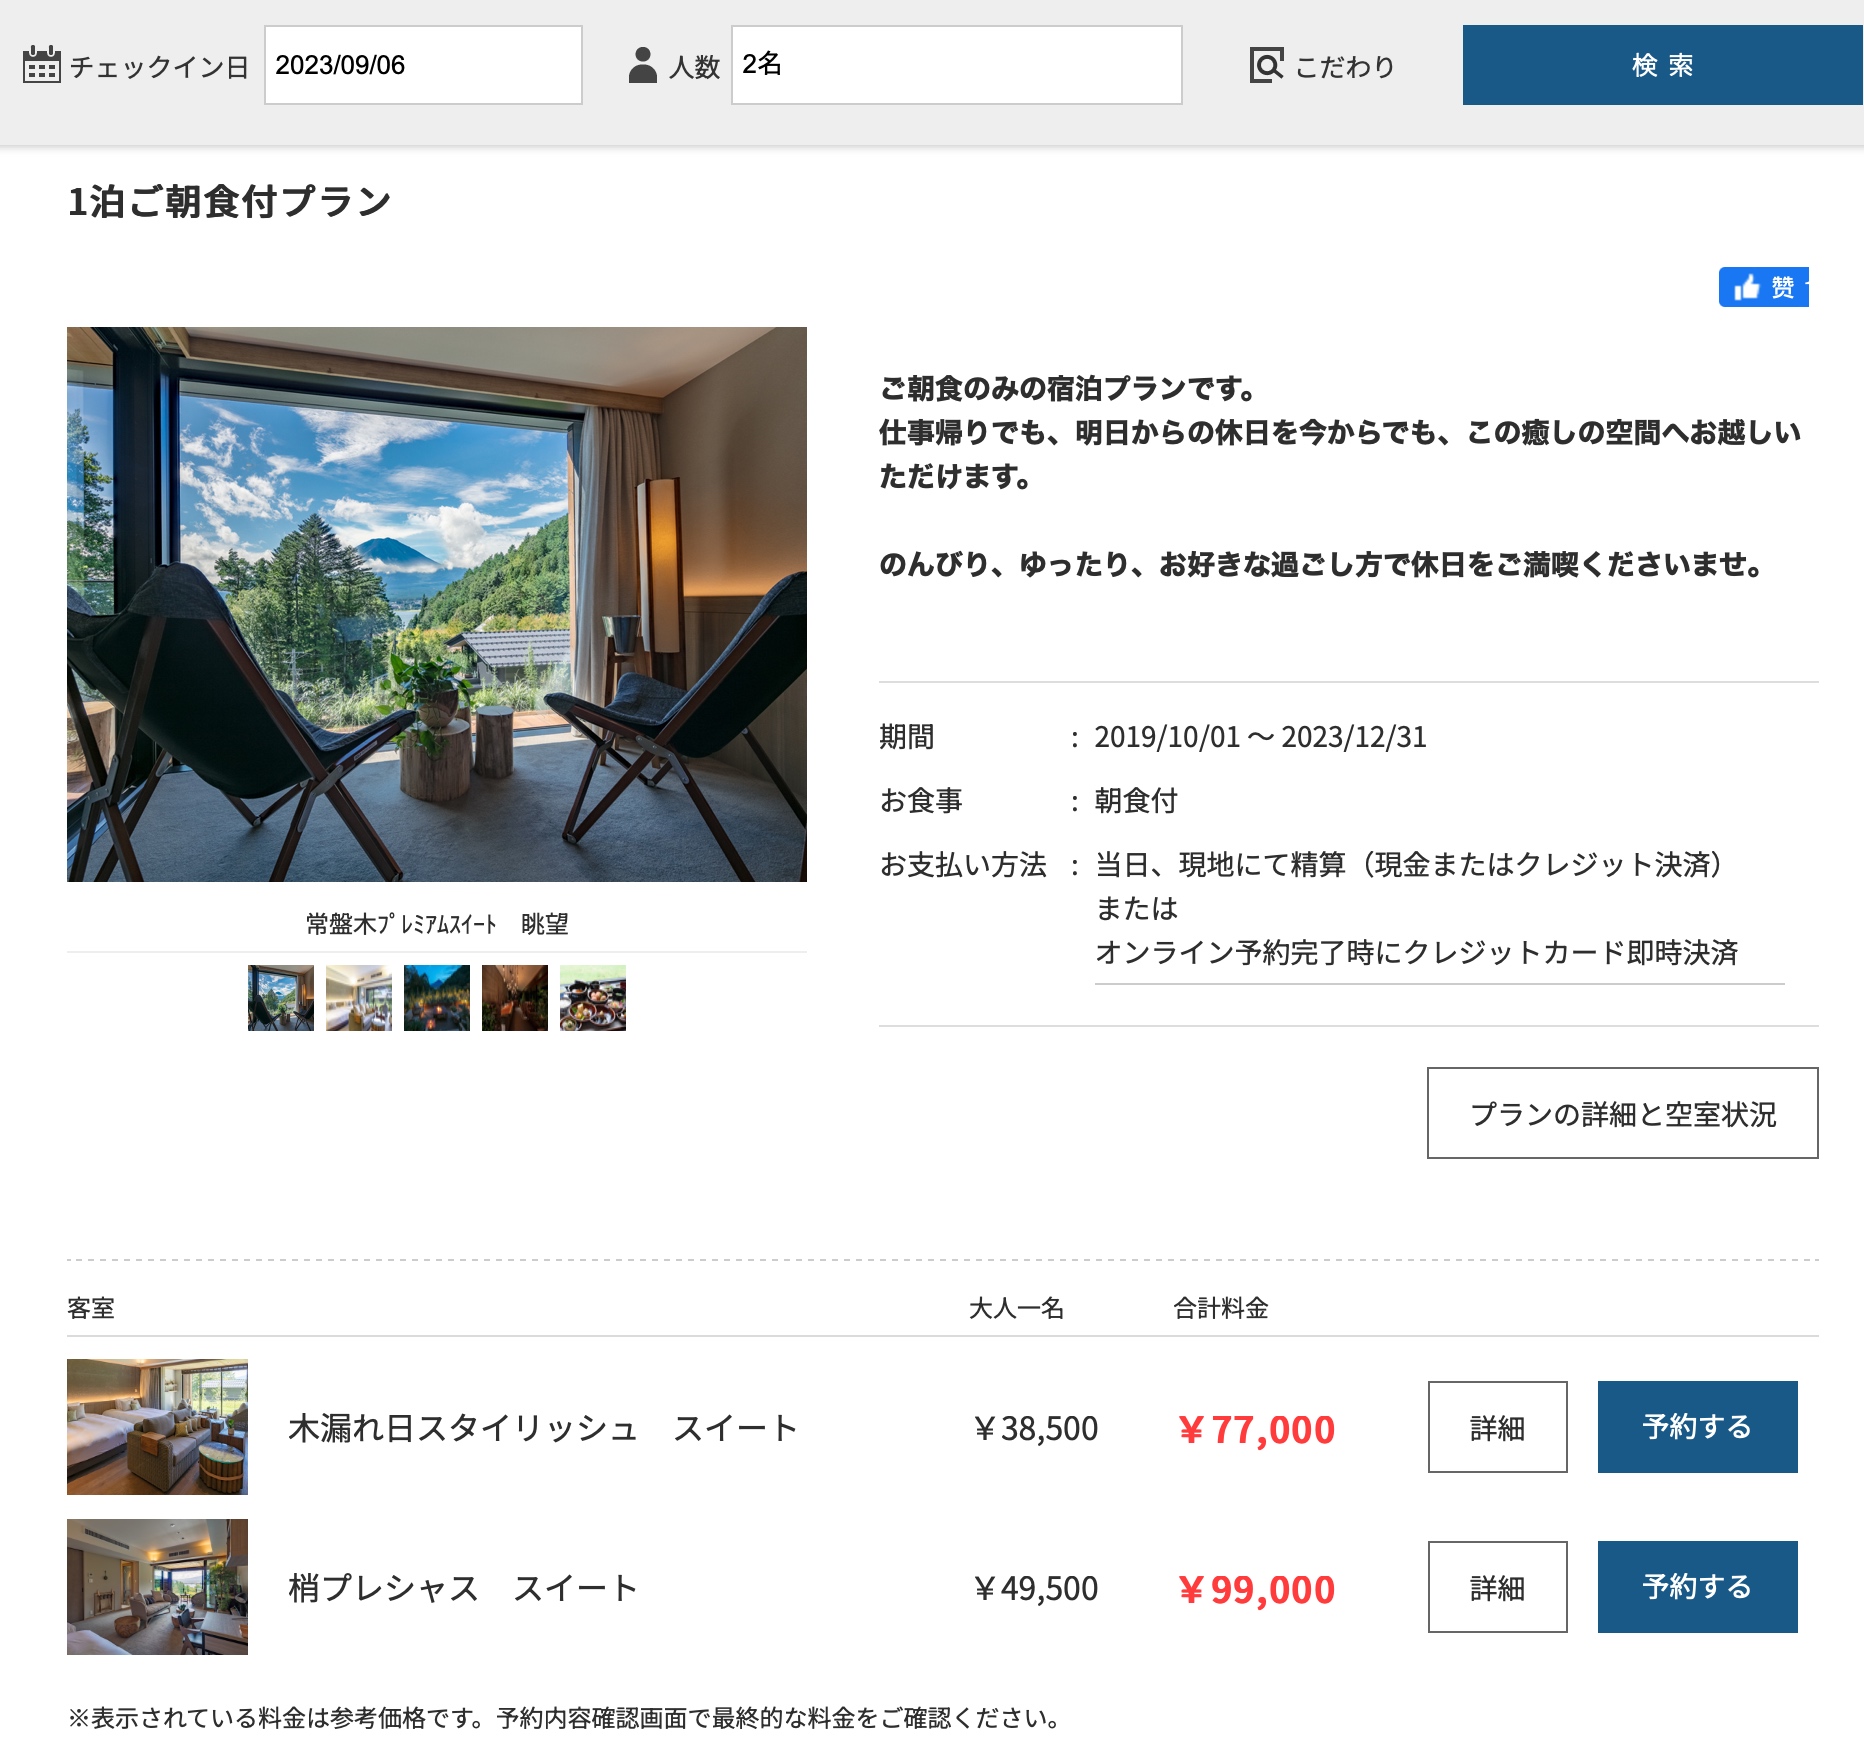 チェックイン日
2023/09/06
人数
2名
こだわり
検 索
1泊ご朝食付プラン
赞
ご朝食のみの宿泊プランです。
仕事帰りでも、明日からの休日を今からでも、この癒しの空間へお越しい
ただけます。
のんびり、ゆったり、お好きな過ごし方で休日をご満喫くださいませ。
期間 : 2019/10/01 〜 2023/12/31
お食事 : 朝食付
お支払い方法 : 当日、現地にて精算（現金またはクレジット決済）
または
オンライン予約完了時にクレジットカード即時決済
常盤木ﾌﾟﾚﾐｱﾑｽｲｰﾄ　眺望
プランの詳細と空室状況
客室 大人一名 合計料金
木漏れ日スタイリッシュ　スイート ￥38,500 ￥77,000 詳細 予約する
梢プレシャス　スイート ￥49,500 ￥99,000 詳細 予約する
※表示されている料金は参考価格です。予約内容確認画面で最終的な料金をご確認ください。